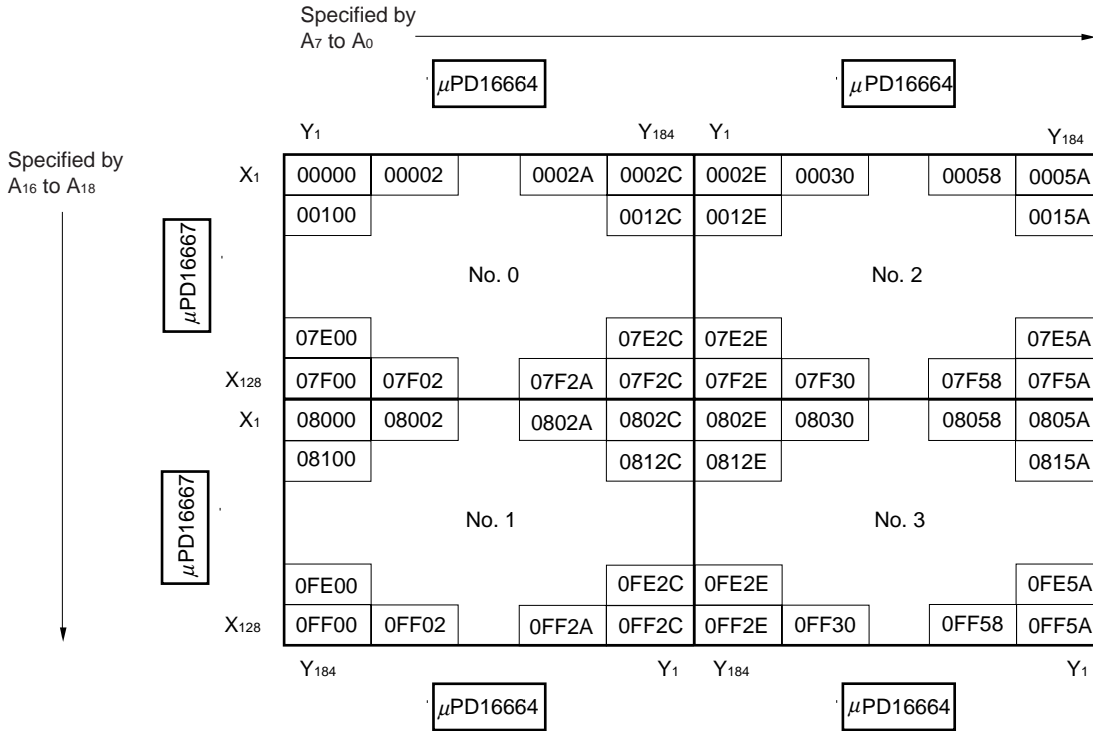 Specified by
A7 to A0
μPD16664 μPD16664
Y1 Y184 Y1 Y184
Specified by
A16 to A18
X1 00000 00002 0002A 0002C 0002E 00030 00058 0005A
00100 0012C 0012E 0015A
μPD16667
No. 0 No. 2
07E00 07E2C 07E2E 07E5A
X128 07F00 07F02 07F2A 07F2C 07F2E 07F30 07F58 07F5A
X1 08000 08002 0802A 0802C 0802E 08030 08058 0805A
08100 0812C 0812E 0815A
μPD16667
No. 1 No. 3
0FE00 0FE2C 0FE2E 0FE5A
X128 0FF00 0FF02 0FF2A 0FF2C 0FF2E 0FF30 0FF58 0FF5A
Y184 Y1 Y184 Y1
μPD16664 μPD16664